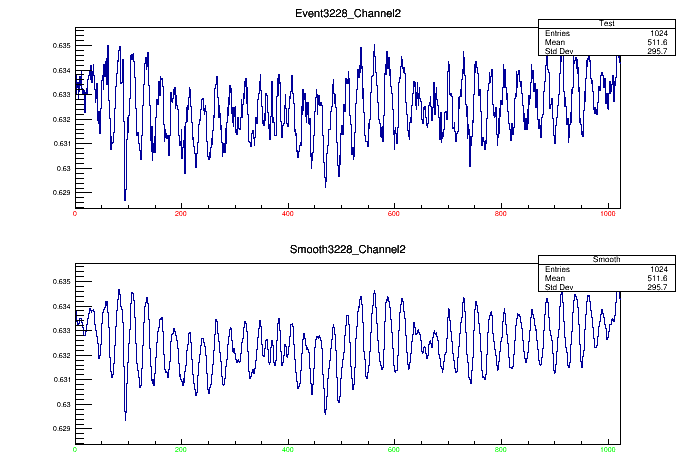 Event3228_Channel2
Test
Entries 1024
Mean 511.6
Std Dev 295.7
0.635
0.634
0.633
0.632
0.631
0.63
0.629
0 200 400 600 800 1000
Smooth3228_Channel2
Smooth
Entries 1024
Mean 511.6
Std Dev 295.7
0.635
0.634
0.633
0.632
0.631
0.63
0.629
0 200 400 600 800 1000